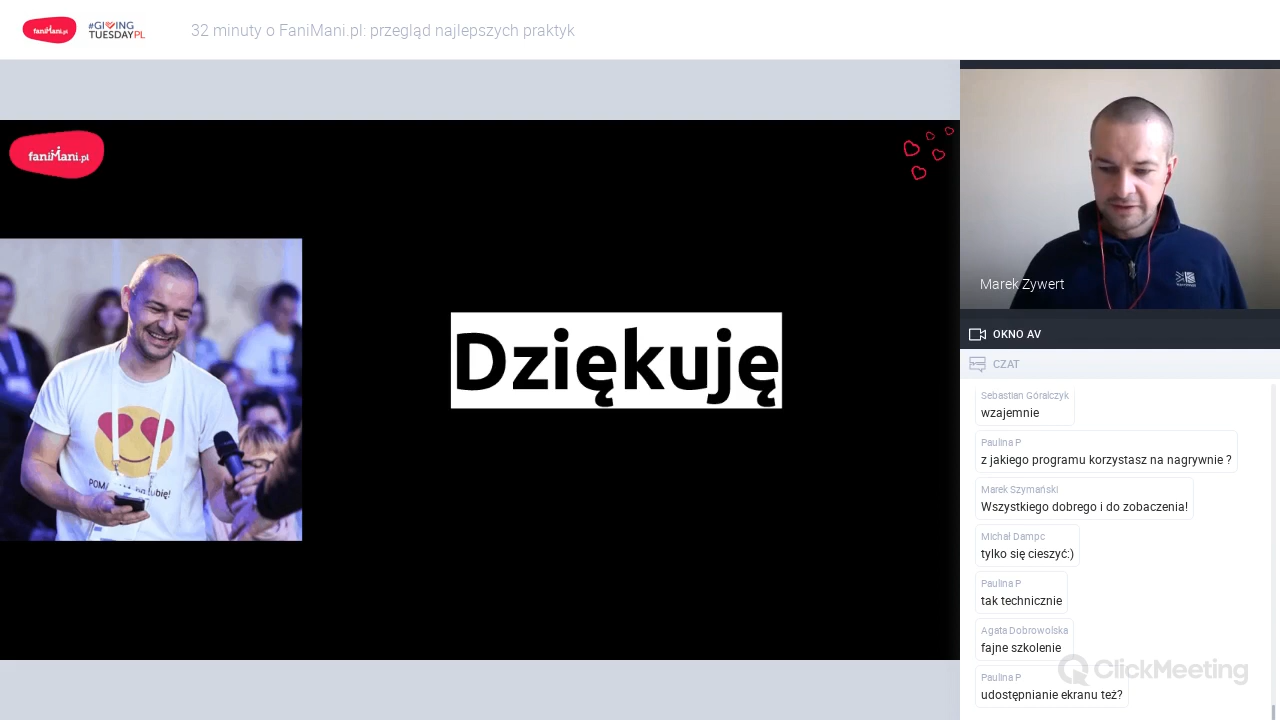 faniMani.pl
#GIVING
TUESDAYPL
32 minuty o FaniMani.pl: przegląd najlepszych praktyk
faniMani.pl
Dziękuję
Marek Zywert
OKNO AV
CZAT
Sebastian Góralczyk
wzajemnie
Paulina P
z jakiego programu korzystasz na nagrywnie ?
Marek Szymański
Wszystkiego dobrego i do zobaczenia!
Michał Dampc
tylko się cieszyć:)
Paulina P
tak technicznie
Agata Dobrowolska
fajne szkolenie
Paulina P
udostępnianie ekranu też?
ClickMeeting